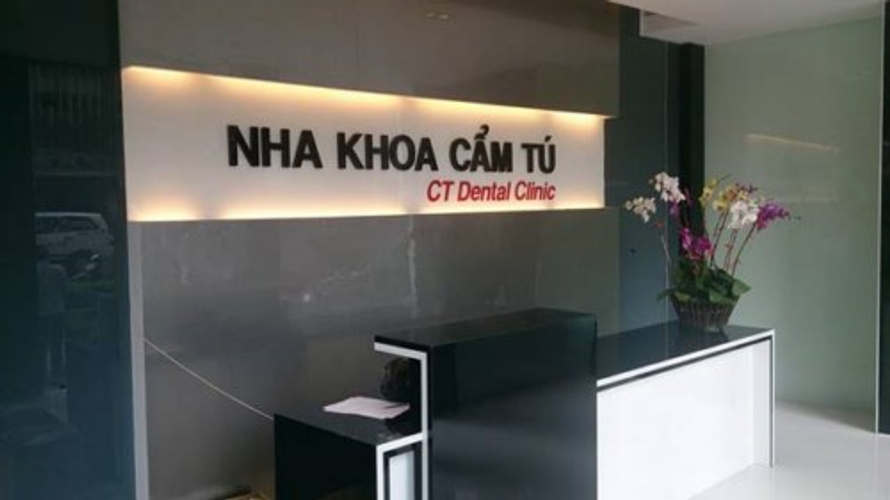 NHA KHOA CẨM TÚ
CT Dental Clinic